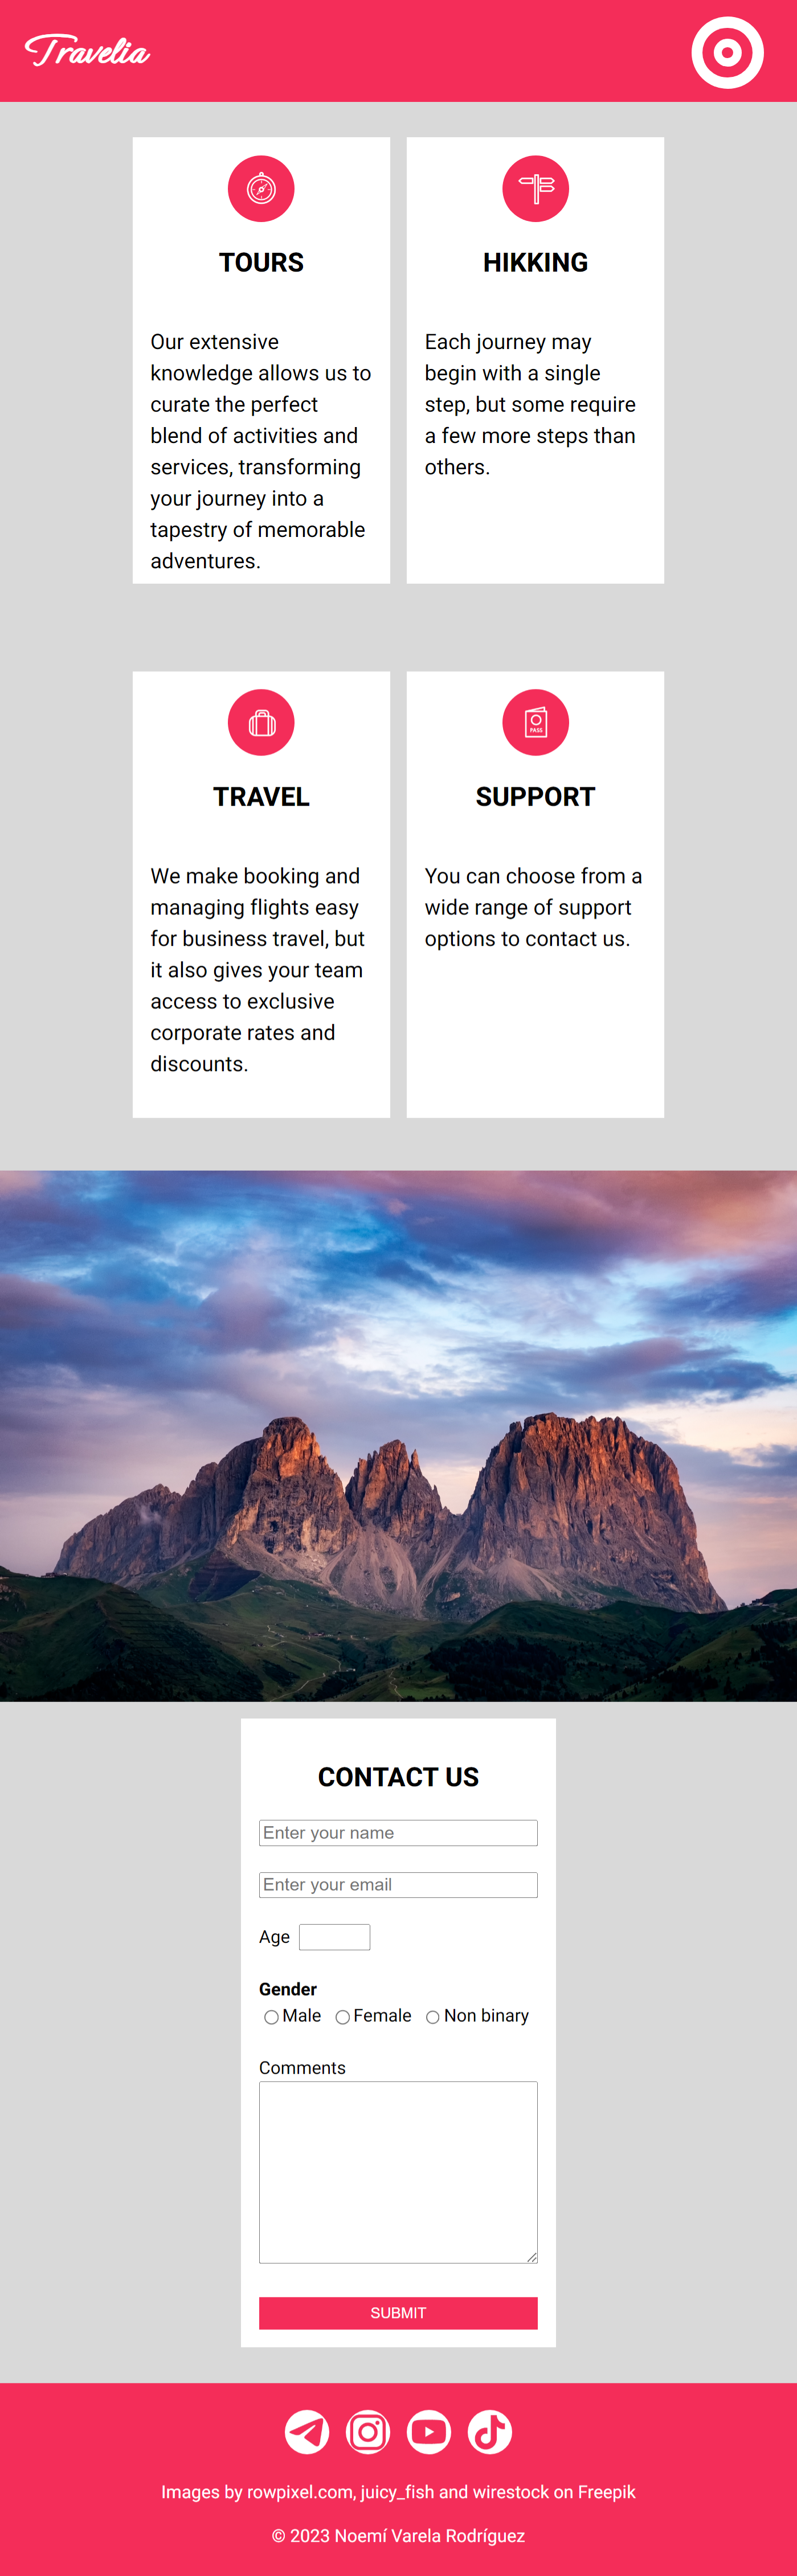 Travelia
TOURS
Our extensive
knowledge allows us to
curate the perfect
blend of activities and
services, transforming
your journey into a
tapestry of memorable
adventures.
HIKKING
Each journey may
begin with a single
step, but some require
a few more steps than
others.
TRAVEL
We make booking and
managing flights easy
for business travel, but
it also gives your team
access to exclusive
corporate rates and
discounts.
PASS
SUPPORT
You can choose from a
wide range of support
options to contact us.
CONTACT US
Enter your name
Enter your email
Age
Gender
Male Female Non binary
Comments
SUBMIT
Images by rowpixel.com, juicy_fish and wirestock on Freepik
© 2023 Noemí Varela Rodríguez